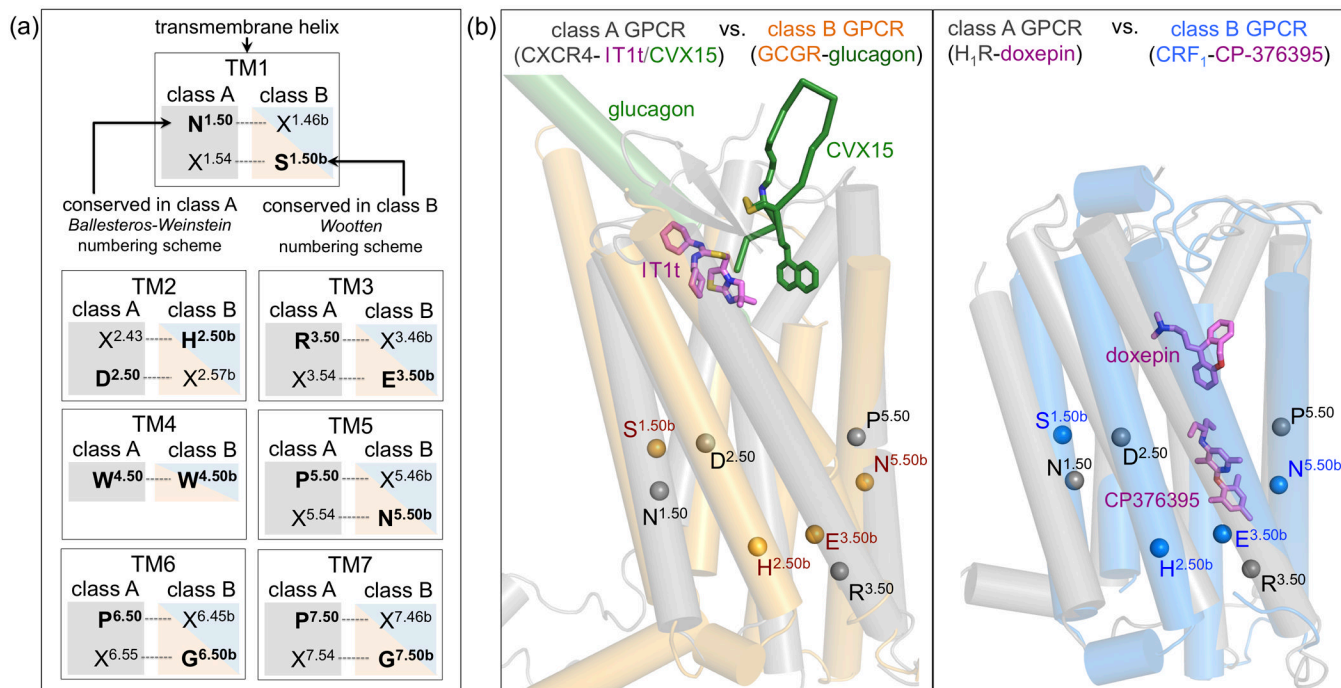 (a)
transmembrane helix
TM1
class A class B
N1.50 X1.46b
X1.54 S1.50b
conserved in class A
Ballesteros-Weinstein
numbering scheme
conserved in class B
Wootten
numbering scheme
TM2
class A class B
X2.43 H2.50b
D2.50 X2.57b
TM3
class A class B
R3.50 X3.46b
X3.54 E3.50b
TM4
class A class B
W4.50 W4.50b
TM5
class A class B
P5.50 X5.46b
X5.54 N5.50b
TM6
class A class B
P6.50 X6.45b
X6.55 G6.50b
TM7
class A class B
P7.50 X7.46b
X7.54 G7.50b
(b)
class A GPCR vs. class B GPCR
(CXCR4-IT1t/CVX15) (GCGR-glucagon)
glucagon
CVX15
IT1t
S1.50b
D2.50
N1.50
P5.50
N5.50b
E3.50b
H2.50b
R3.50
class A GPCR vs. class B GPCR
(H1R-doxepin) (CRF1-CP-376395)
doxepin
S1.50b
P5.50
D2.50
N1.50
N5.50b
CP376395
E3.50b
H2.50b
R3.50